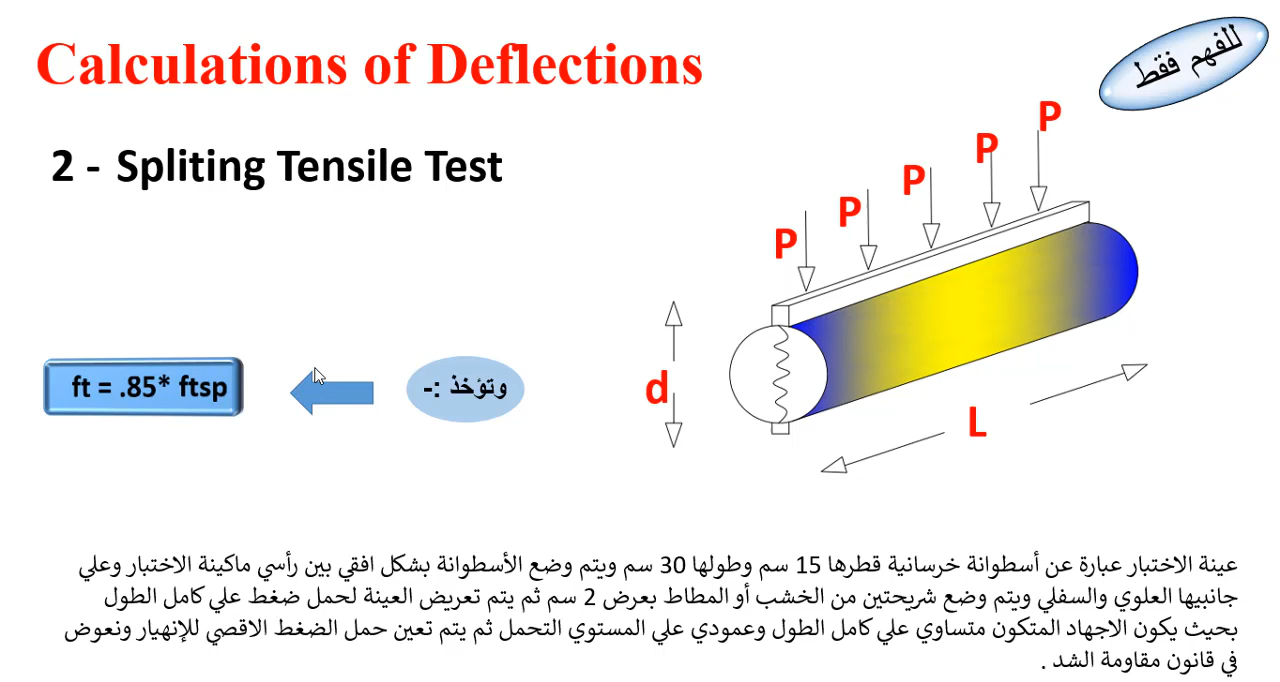 Calculations of Deflections
للفهم فقط
2 - Spliting Tensile Test
P
P
P
P
P
d
L
وتؤخذ :-
ft = .85* ftsp
عينة الاختبار عبارة عن أسطوانة خرسانية قطرها 15 سم وطولها 30 سم ويتم وضع الأسطوانة بشكل افقي بين رأسي ماكينة الاختبار وعلي
جانبيها العلوي والسفلي ويتم وضع شريحتين من الخشب أو المطاط بعرض 2 سم ثم يتم تعريض العينة لحمل ضغط علي كامل الطول
بحيث يكون الاجهاد المتكون متساوي علي كامل الطول وعمودي علي المستوي التحمل ثم يتم تعين حمل الضغط الاقصي للإنهيار ونعوض
في قانون مقاومة الشد .